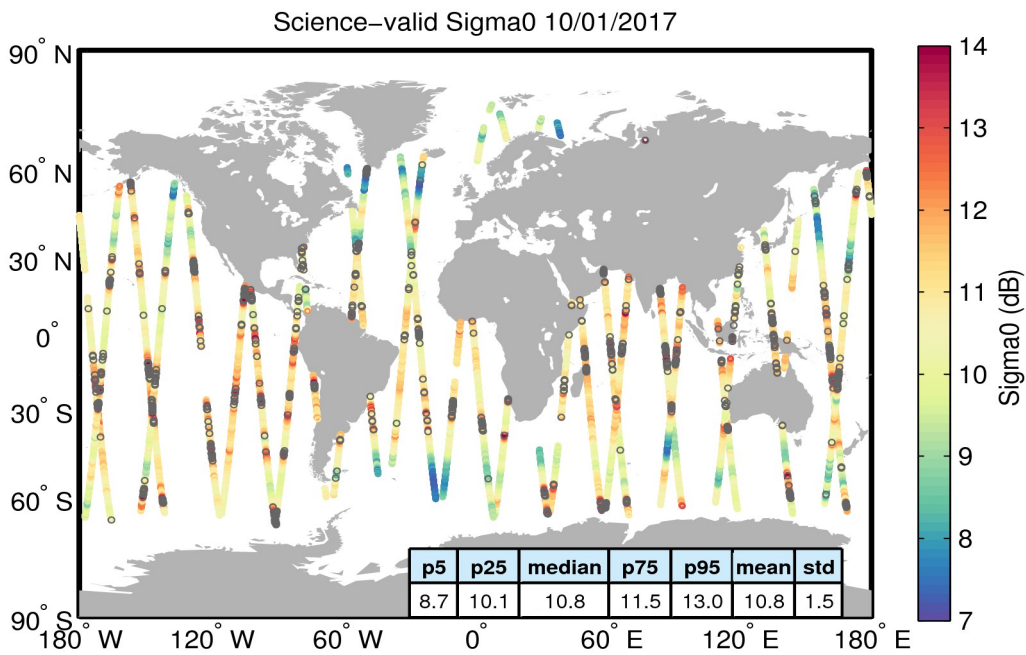 Science−valid Sigma0 10/01/2017
90° N
60° N
30° N
0°
30° S
60° S
90° S
180° W
120° W
60° W
0°
60° E
120° E
180° E
p5 p25 median p75 p95 mean std
8.7 10.1 10.8 11.5 13.0 10.8 1.5
14
13
12
11
10
9
8
7
Sigma0 (dB)